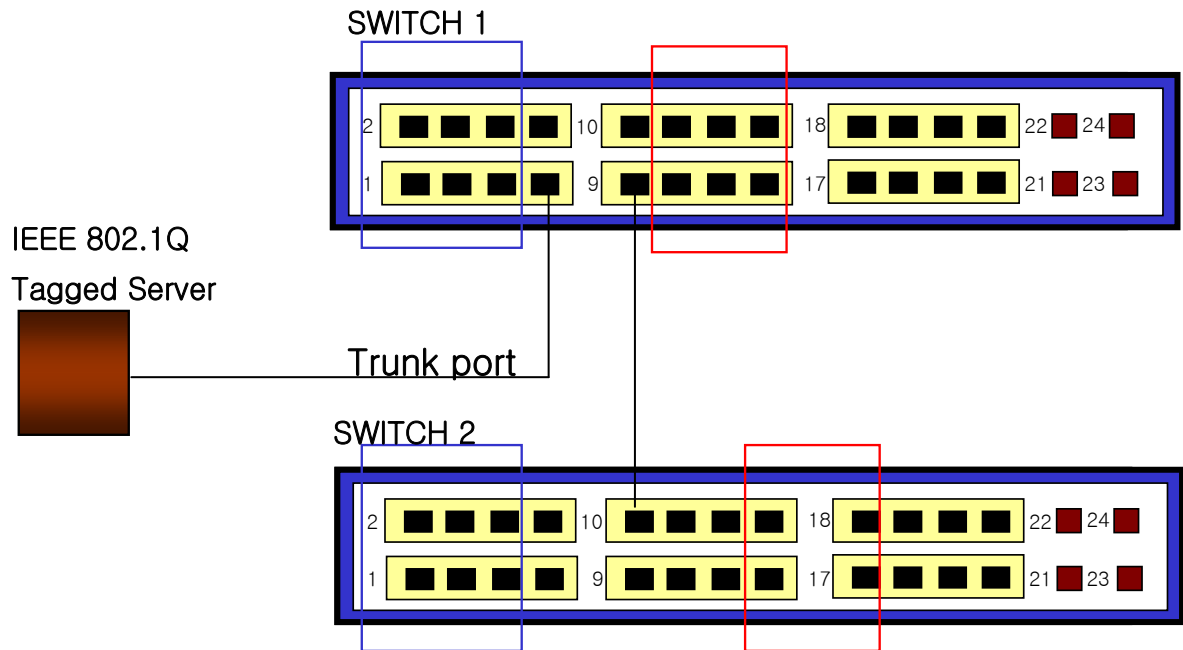 SWITCH 1
2 10 18 22 24
1 9 17 21 23
IEEE 802.1Q
Tagged Server
Trunk port
SWITCH 2
2 10 18 22 24
1 9 17 21 23